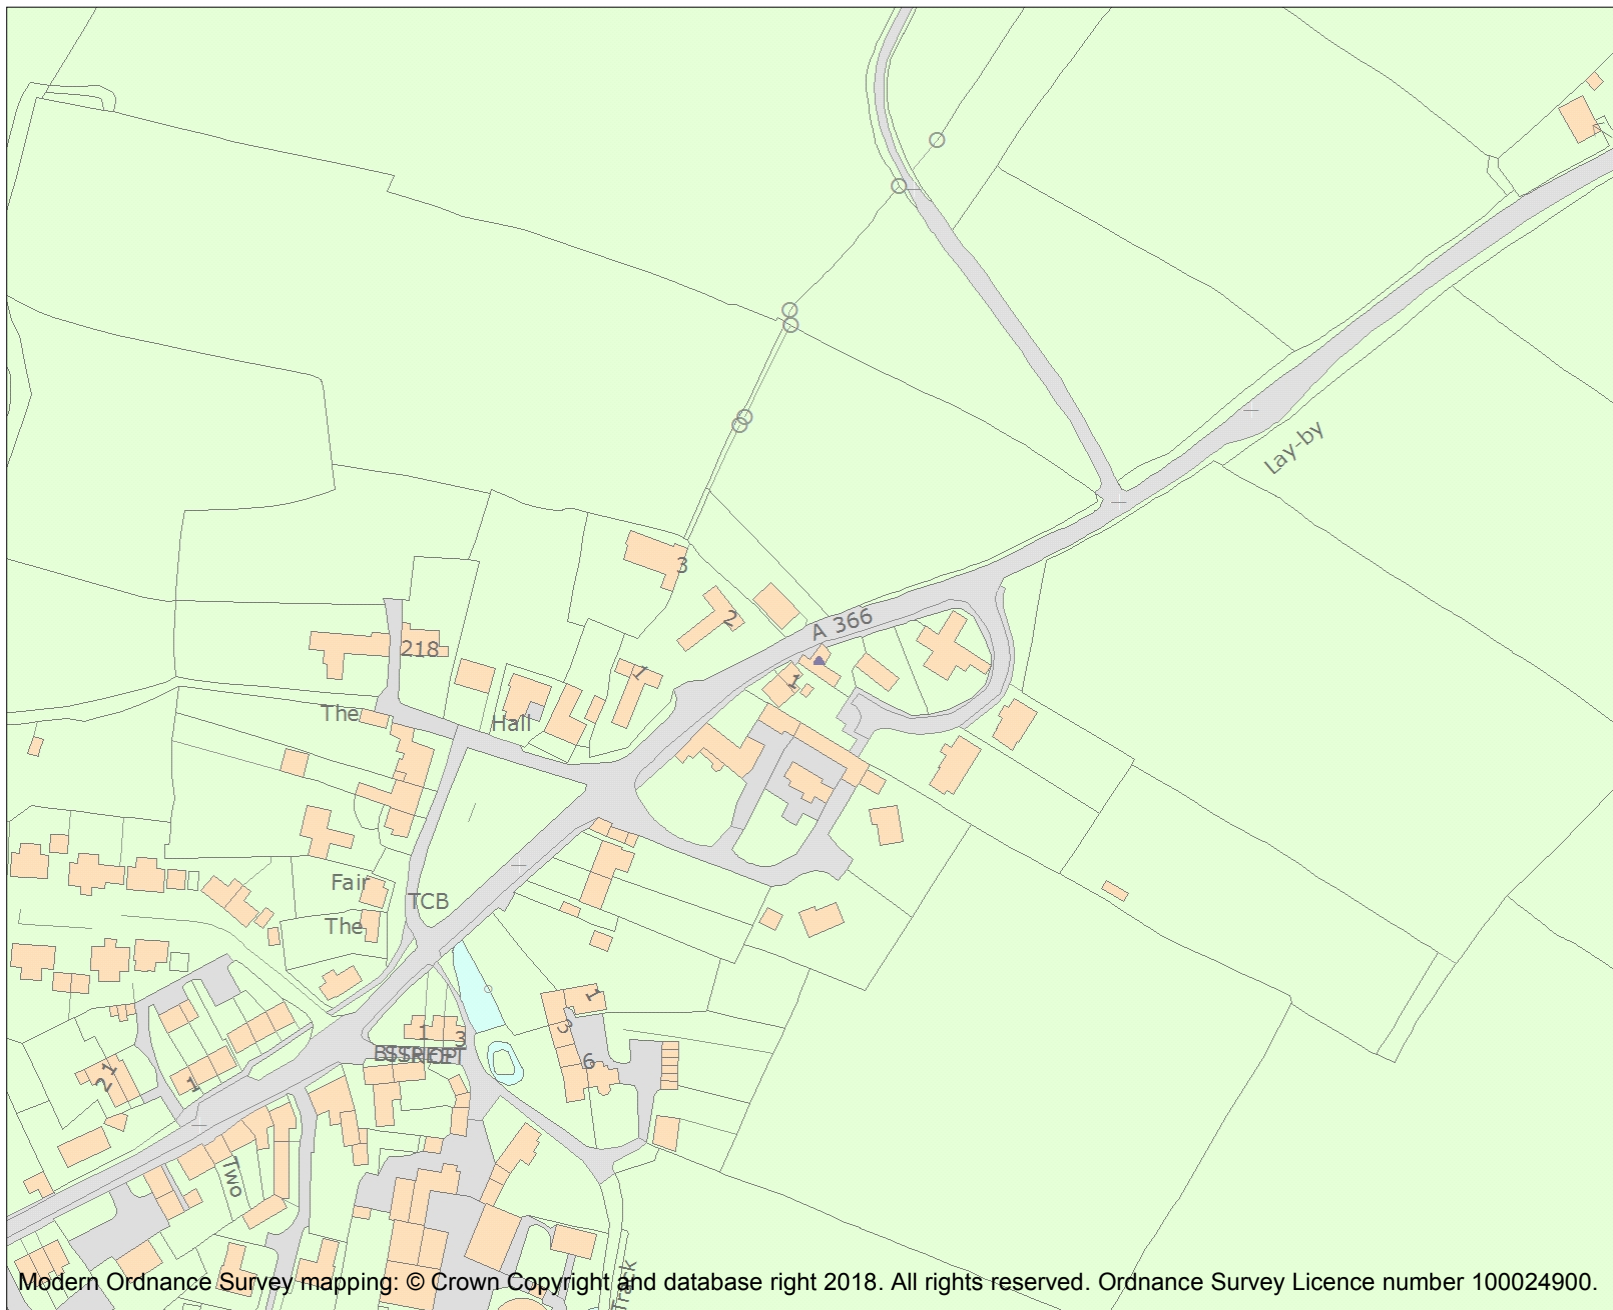 Lay-by
3
A 366
2
218
1
1
The
Hall
Fair
TCB
The
1
3
1
3
6
1
2
1
Two
Track
Modern Ordnance Survey mapping: © Crown Copyright and database right 2018. All rights reserved. Ordnance Survey Licence number 100024900.